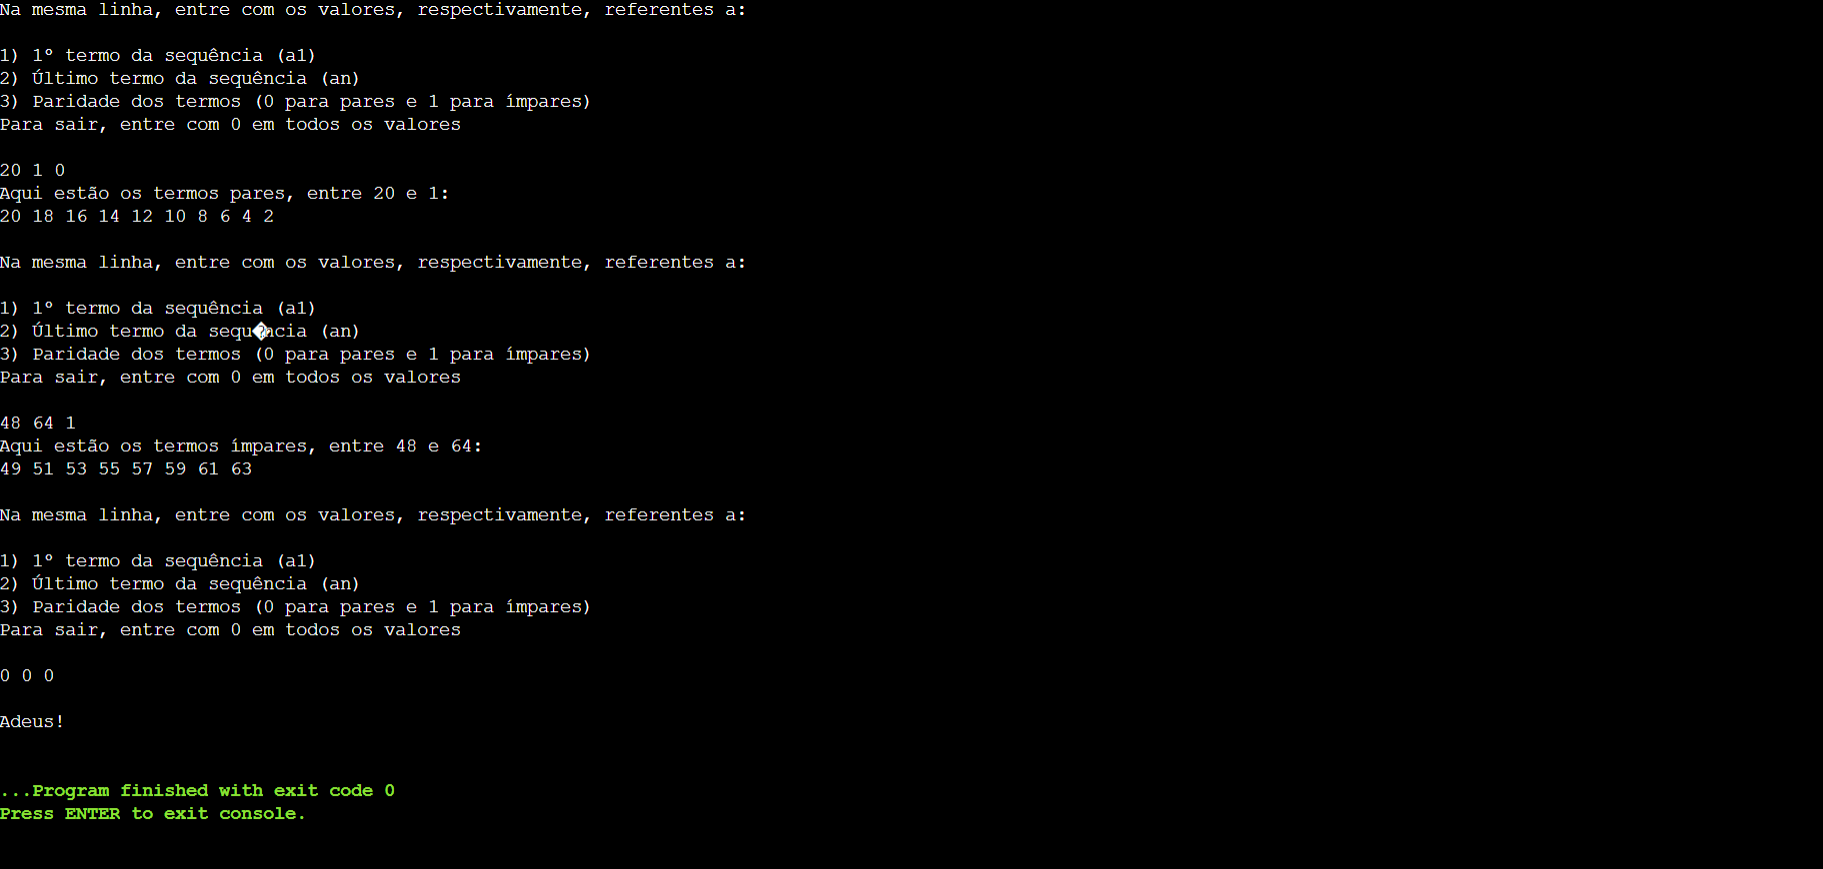 Na mesma linha, entre com os valores, respectivamente, referentes a:
1) 1º termo da sequência (a1)
2) Último termo da sequência (an)
3) Paridade dos termos (0 para pares e 1 para ímpares)
Para sair, entre com 0 em todos os valores
20 1 0
Aqui estão os termos pares, entre 20 e 1:
20 18 16 14 12 10 8 6 4 2
Na mesma linha, entre com os valores, respectivamente, referentes a:
1) 1º termo da sequência (a1)
2) Último termo da sequ�ncia (an)
3) Paridade dos termos (0 para pares e 1 para ímpares)
Para sair, entre com 0 em todos os valores
48 64 1
Aqui estão os termos ímpares, entre 48 e 64:
49 51 53 55 57 59 61 63
Na mesma linha, entre com os valores, respectivamente, referentes a:
1) 1º termo da sequência (a1)
2) Último termo da sequência (an)
3) Paridade dos termos (0 para pares e 1 para ímpares)
Para sair, entre com 0 em todos os valores
0 0 0
Adeus!
...Program finished with exit code 0
Press ENTER to exit console.